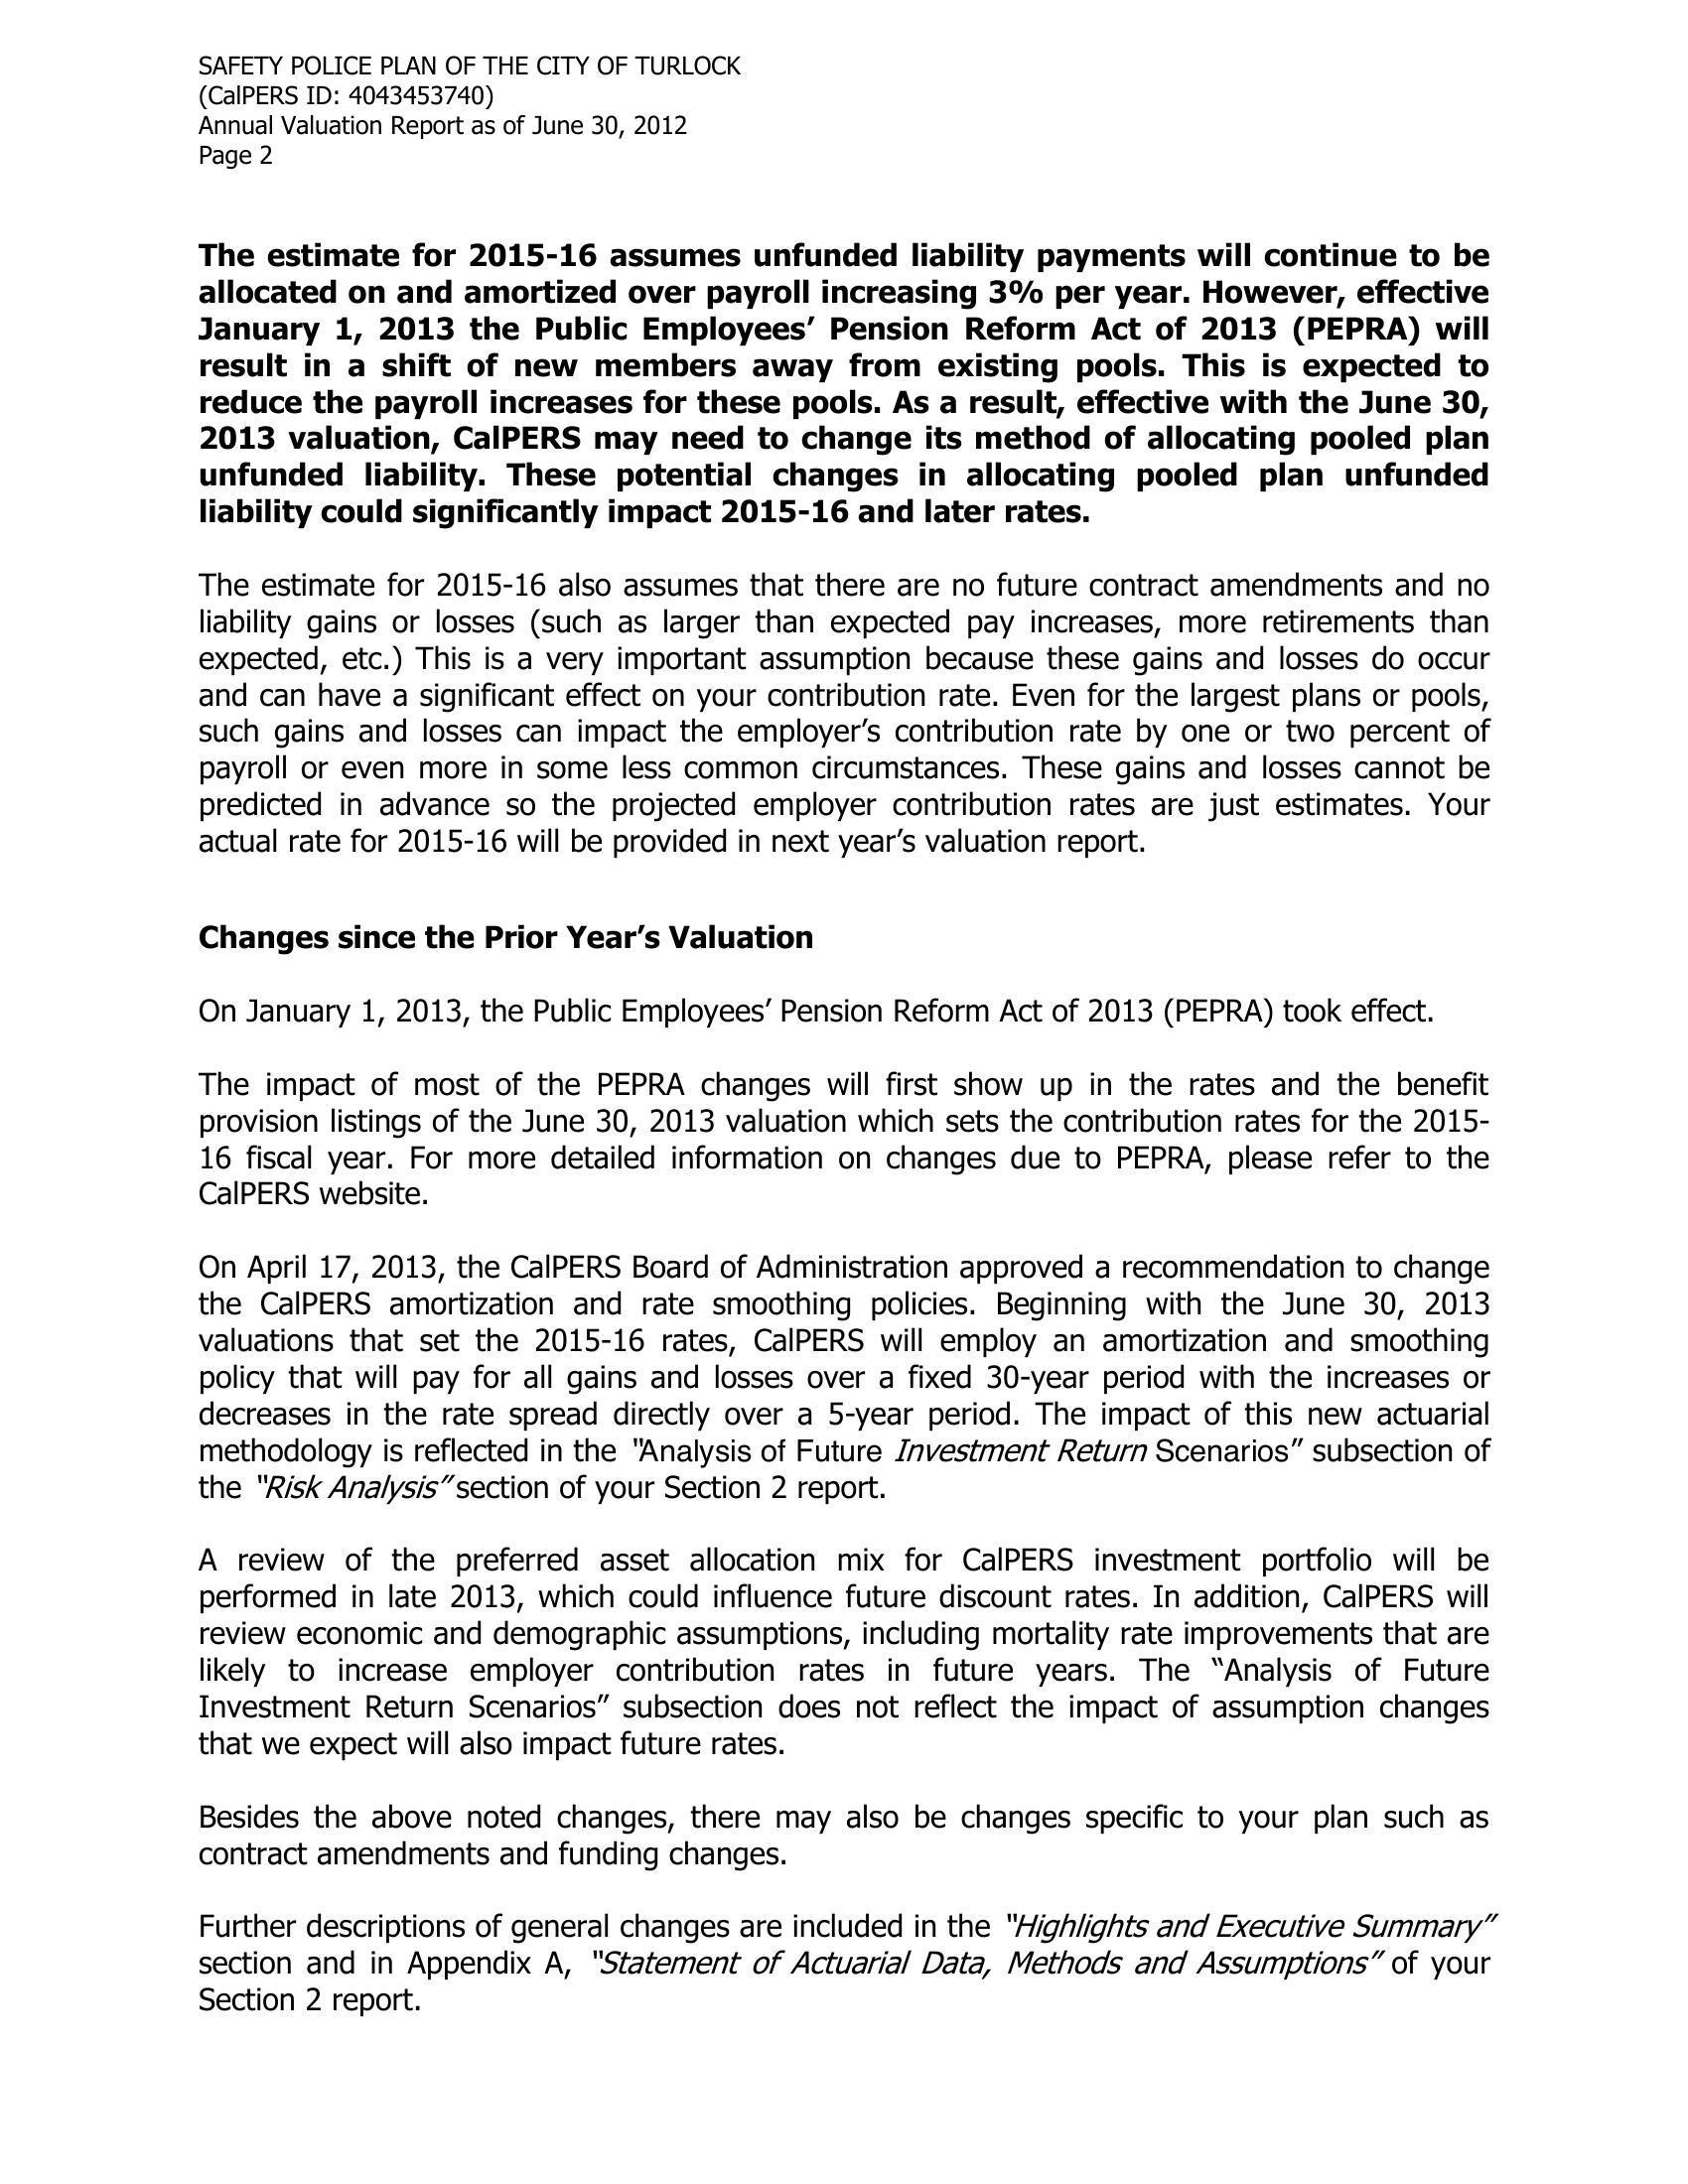 SAFETY POLICE PLAN OF THE CITY OF TURLOCK
(CalPERS ID: 4043453740)
Annual Valuation Report as of June 30, 2012
Page 2
The estimate for 2015-16 assumes unfunded liability payments will continue to be
allocated on and amortized over payroll increasing 3% per year. However, effective
January 1, 2013 the Public Employees’ Pension Reform Act of 2013 (PEPRA) will
result in a shift of new members away from existing pools. This is expected to
reduce the payroll increases for these pools. As a result, effective with the June 30,
2013 valuation, CalPERS may need to change its method of allocating pooled plan
unfunded liability. These potential changes in allocating pooled plan unfunded
liability could significantly impact 2015-16 and later rates.
The estimate for 2015-16 also assumes that there are no future contract amendments and no
liability gains or losses (such as larger than expected pay increases, more retirements than
expected, etc.) This is a very important assumption because these gains and losses do occur
and can have a significant effect on your contribution rate. Even for the largest plans or pools,
such gains and losses can impact the employer’s contribution rate by one or two percent of
payroll or even more in some less common circumstances. These gains and losses cannot be
predicted in advance so the projected employer contribution rates are just estimates. Your
actual rate for 2015-16 will be provided in next year’s valuation report.
Changes since the Prior Year’s Valuation
On January 1, 2013, the Public Employees’ Pension Reform Act of 2013 (PEPRA) took effect.
The impact of most of the PEPRA changes will first show up in the rates and the benefit
provision listings of the June 30, 2013 valuation which sets the contribution rates for the 2015-
16 fiscal year. For more detailed information on changes due to PEPRA, please refer to the
CalPERS website.
On April 17, 2013, the CalPERS Board of Administration approved a recommendation to change
the CalPERS amortization and rate smoothing policies. Beginning with the June 30, 2013
valuations that set the 2015-16 rates, CalPERS will employ an amortization and smoothing
policy that will pay for all gains and losses over a fixed 30-year period with the increases or
decreases in the rate spread directly over a 5-year period. The impact of this new actuarial
methodology is reflected in the “Analysis of Future Investment Return Scenarios” subsection of
the “Risk Analysis” section of your Section 2 report.
A review of the preferred asset allocation mix for CalPERS investment portfolio will be
performed in late 2013, which could influence future discount rates. In addition, CalPERS will
review economic and demographic assumptions, including mortality rate improvements that are
likely to increase employer contribution rates in future years. The “Analysis of Future
Investment Return Scenarios” subsection does not reflect the impact of assumption changes
that we expect will also impact future rates.
Besides the above noted changes, there may also be changes specific to your plan such as
contract amendments and funding changes.
Further descriptions of general changes are included in the “Highlights and Executive Summary”
section and in Appendix A, “Statement of Actuarial Data, Methods and Assumptions” of your
Section 2 report.